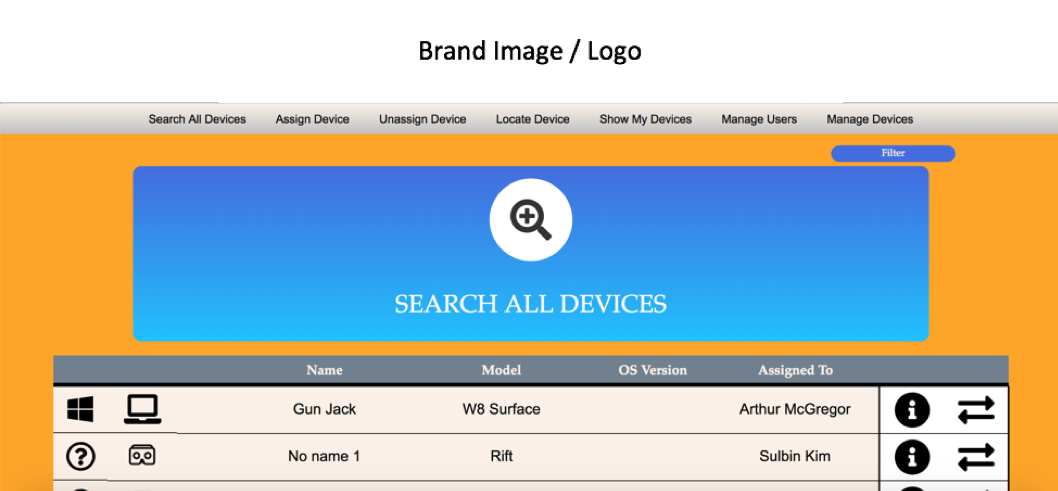 Brand Image / Logo
Search All Devices Assign Device Unassign Device Locate Device Show My Devices Manage Users Manage Devices
Filter
SEARCH ALL DEVICES
Name Model OS Version Assigned To
Gun Jack W8 Surface Arthur McGregor
No name 1 Rift Sulbin Kim